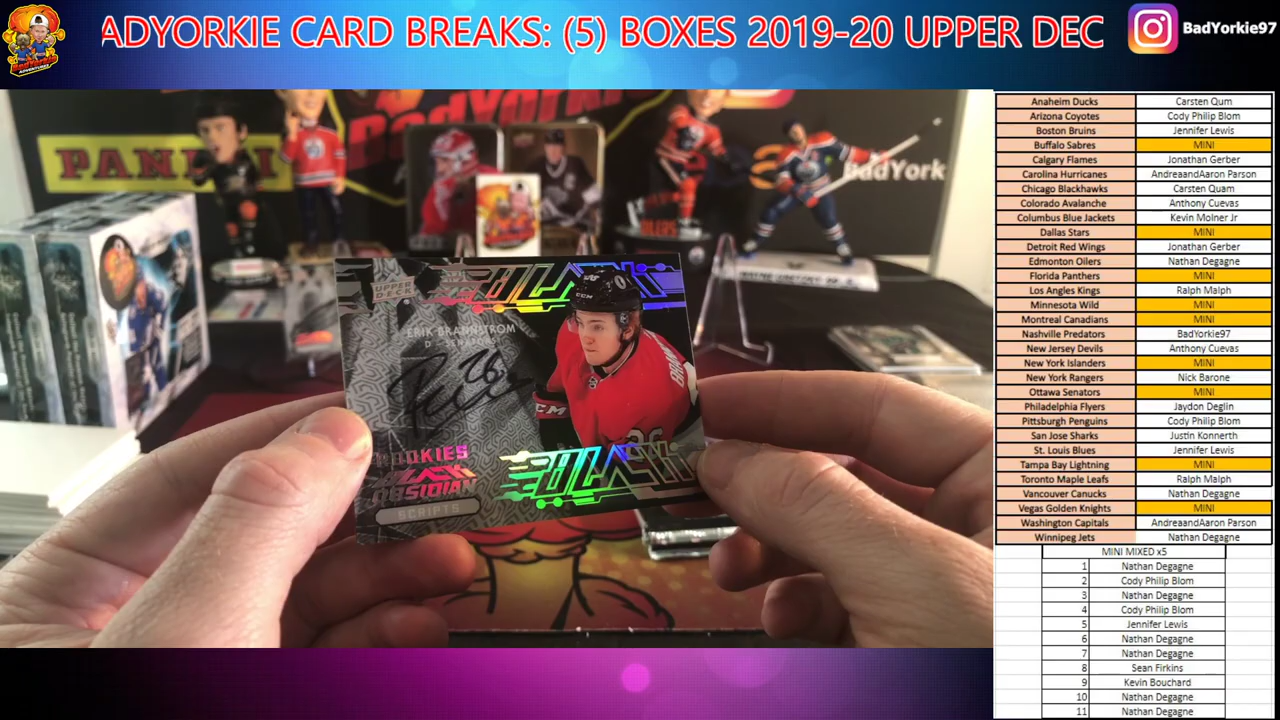 ADYORKIE CARD BREAKS: (5) BOXES 2019-20 UPPER DEC
BadYorkie97
BadYorkie
ADVENTURES
PANINI
BadYork
OILERS
UPPER DECK
ERIK BRANNSTROM
D - SENATORS
26
CCM
ROOKIES
BLACK
OBSIDIAN
SCRIPTS
Anaheim Ducks Carsten Qum
Arizona Coyotes Cody Philip Blom
Boston Bruins Jennifer Lewis
Buffalo Sabres MINI
Calgary Flames Jonathan Gerber
Carolina Hurricanes AndreeandAaron Parson
Chicago Blackhawks Carsten Quam
Colorado Avalanche Anthony Cuevas
Columbus Blue Jackets Kevin Molner Jr
Dallas Stars MINI
Detroit Red Wings Jonathan Gerber
Edmonton Oilers Nathan Degagne
Florida Panthers MINI
Los Angles Kings Ralph Malph
Minnesota Wild MINI
Montreal Canadians MINI
Nashville Predators BadYorkie97
New Jersey Devils Anthony Cuevas
New York Islanders MINI
New York Rangers Nick Barone
Ottawa Senators MINI
Philadelphia Flyers Jaydon Deglin
Pittsburgh Penguins Cody Philip Blom
San Jose Sharks Justin Konnerth
St. Louis Blues Jennifer Lewis
Tampa Bay Lightning MINI
Toronto Maple Leafs Ralph Malph
Vancouver Canucks Nathan Degagne
Vegas Golden Knights MINI
Washington Capitals AndreaandAaron Parson
Winnipeg Jets Nathan Degagne
MINI MIXED x5
1 Nathan Degagne
2 Cody Philip Blom
3 Nathan Degagne
4 Cody Philip Blom
5 Jennifer Lewis
6 Nathan Degagne
7 Nathan Degagne
8 Sean Firkins
9 Kevin Bouchard
10 Nathan Degagne
11 Nathan Degagne